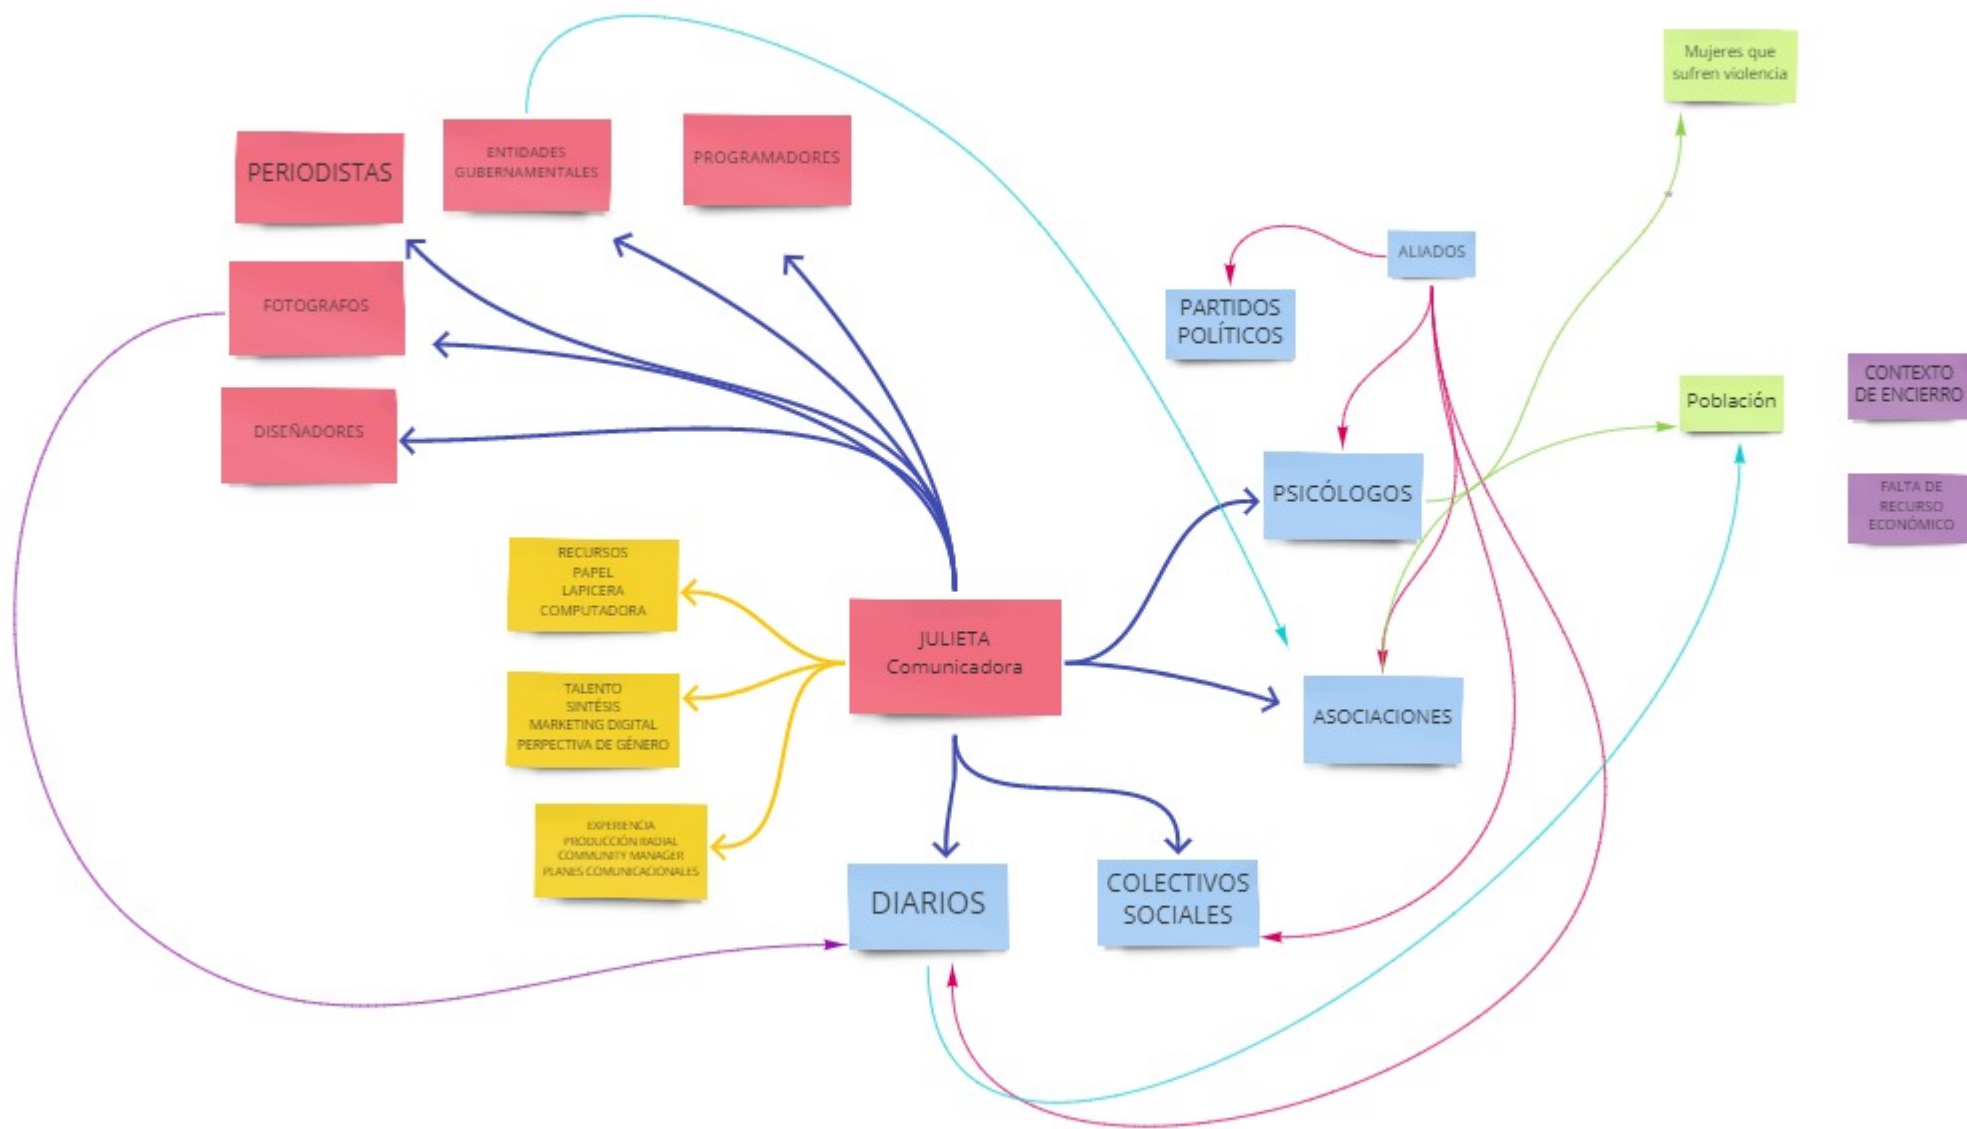 Mujeres que
sufren violencia
PERIODISTAS
ENTIDADES
GUBERNAMENTALES
PROGRAMADORES
ALIADOS
FOTOGRAFOS
PARTIDOS
POLÍTICOS
CONTEXTO
DE ENCIERRO
Población
DISEÑADORES
PSICÓLOGOS
FALTA DE
RECURSO
ECONÓMICO
RECURSOS
PAPEL
LAPICERA
COMPUTADORA
JULIETA
Comunicadora
TALENTO
SINTÉSIS
MARKETING DIGITAL
PERPECTIVA DE GÉNERO
ASOCIACIONES
EXPERIENCIA
PRODUCCIÓN RADIAL
COMMUNITY MANAGER
PLANES COMUNICACIONALES
DIARIOS
COLECTIVOS
SOCIALES